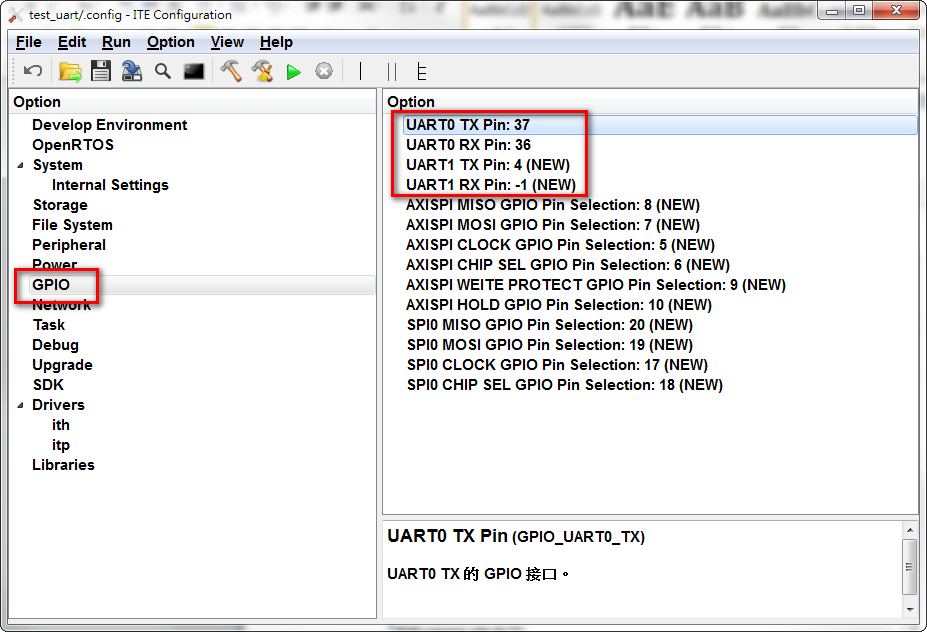 test_uart/.config - ITE Configuration
File Edit Run Option View Help
Option
Develop Environment
OpenRTOS
System
Internal Settings
Storage
File System
Peripheral
Power
GPIO
Network
Task
Debug
Upgrade
SDK
Drivers
ith
itp
Libraries
Option
UART0 TX Pin: 37
UART0 RX Pin: 36
UART1 TX Pin: 4 (NEW)
UART1 RX Pin: -1 (NEW)
AXISPI MISO GPIO Pin Selection: 8 (NEW)
AXISPI MOSI GPIO Pin Selection: 7 (NEW)
AXISPI CLOCK GPIO Pin Selection: 5 (NEW)
AXISPI CHIP SEL GPIO Pin Selection: 6 (NEW)
AXISPI WEITE PROTECT GPIO Pin Selection: 9 (NEW)
AXISPI HOLD GPIO Pin Selection: 10 (NEW)
SPI0 MISO GPIO Pin Selection: 20 (NEW)
SPI0 MOSI GPIO Pin Selection: 19 (NEW)
SPI0 CLOCK GPIO Pin Selection: 17 (NEW)
SPI0 CHIP SEL GPIO Pin Selection: 18 (NEW)
UART0 TX Pin (GPIO_UART0_TX)
UART0 TX 的 GPIO 接口。